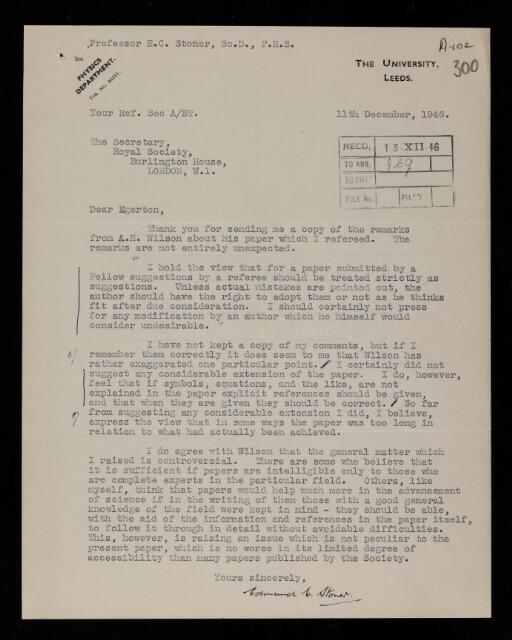 Professor E.C. Stoner, Sc.D., F.R.S.
A-102
300
PHYSICS
DEPARTMENT.
THE UNIVERSITY,
LEEDS.
Your Ref. Sec A/ST.
11th December, 1946.
The Secretary,
Royal Society,
Burlington House,
LONDON, W.1.
RECD. 13·XII.46
TO ANS.
FILE No.
FILED
Dear Egerton,
Thank you for sending me a copy of the remarks
from A.H. Wilson about his paper which I refereed. The
remarks are not entirely unexpected.
"I hold the view that for a paper submitted by a
Fellow suggestions by a referee should be treated strictly as
suggestions. Unless actual mistakes are pointed out, the
author should have the right to adopt them or not as he thinks
fit after due consideration. I should certainly not press
for any modification by an author which he himself would
consider undesirable."
I have not kept a copy of my comments, but if I
remember them correctly it does seem to me that Wilson has
rather exaggerated one particular point. I certainly did not
suggest any considerable extension of the paper. I do, however,
feel that if symbols, equations, and the like, are not
explained in the paper explicit references should be given,
and that when they are given they should be correct. So far
from suggesting any considerable extension I did, I believe,
express the view that in some ways the paper was too long in
relation to what had actually been achieved.
I do agree with Wilson that the general matter which
I raised is controversial. There are some who believe that
it is sufficient if papers are intelligible only to those who
are complete experts in the particular field. Others, like
myself, think that papers would help much more in the advancement
of science if in the writing of them those with a good general
knowledge of the field were kept in mind - they should be able,
with the aid of the information and references in the paper itself,
to follow it through in detail without avoidable difficulties.
This, however, is raising an issue which is not peculiar to the
present paper, which is no worse in its limited degree of
accessibility than many papers published by the Society.
Yours sincerely,
Edmund C. Stoner.